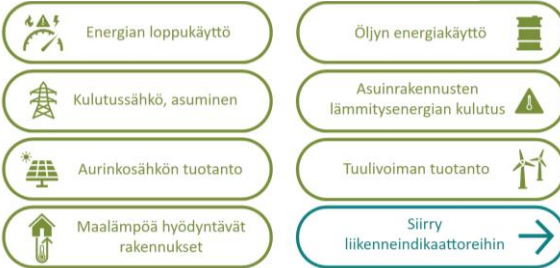 Energian loppukäyttö
Öljyn energiakäyttö
Kulutussähkö, asuminen
Asuinrakennusten
lämmitysenergian kulutus
Aurinkosähkön tuotanto
Tuulivoiman tuotanto
Maalämpöä hyödyntävät
rakennukset
Siirry
liikenneindikaattoreihin